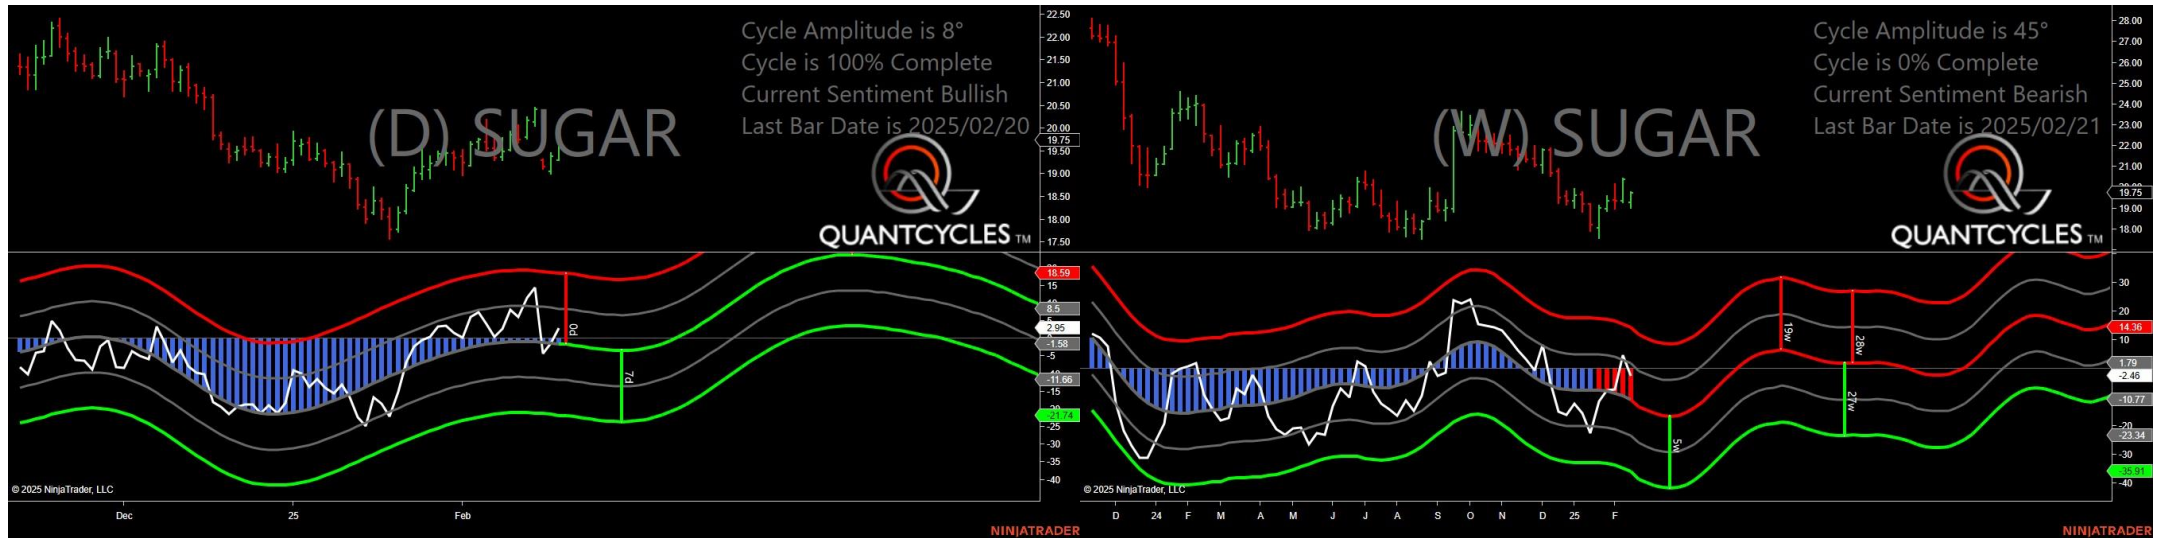 Cycle Amplitude is 8°
Cycle is 100% Complete
Current Sentiment Bullish
Last Bar Date is 2025/02/20
(D) SUGAR
QUANTCYCLES TM
22.50
22.00
21.50
21.00
20.50
20.00
19.75
19.50
19.00
18.50
18.00
17.50
18.59
15
8.5
2.95
-1.58
-5
-11.66
-15
-21.74
-25
-30
-35
-40
P0
7d
© 2025 NinjaTrader, LLC
Dec
25
Feb
NINJATRADER
Cycle Amplitude is 45°
Cycle is 0% Complete
Current Sentiment Bearish
Last Bar Date is 2025/02/21
(W) SUGAR
QUANTCYCLES TM
28.00
27.00
26.00
25.00
24.00
23.00
22.00
21.00
19.75
19.00
18.00
30
20
14.36
10
1.79
-2.46
-10.77
-20
-23.34
-30
-35.91
-40
5w
19w
28w
27w
© 2025 NinjaTrader, LLC
D
24
F
M
A
M
J
J
A
S
O
N
D
25
F
NINJATRADER